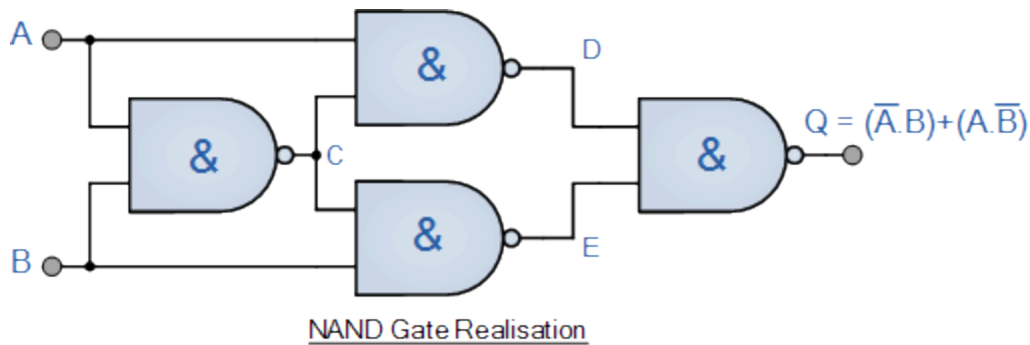 A
&
D
&
Q = (A̅.B)+(A.B̅)
&
C
&
E
B
NAND Gate Realisation